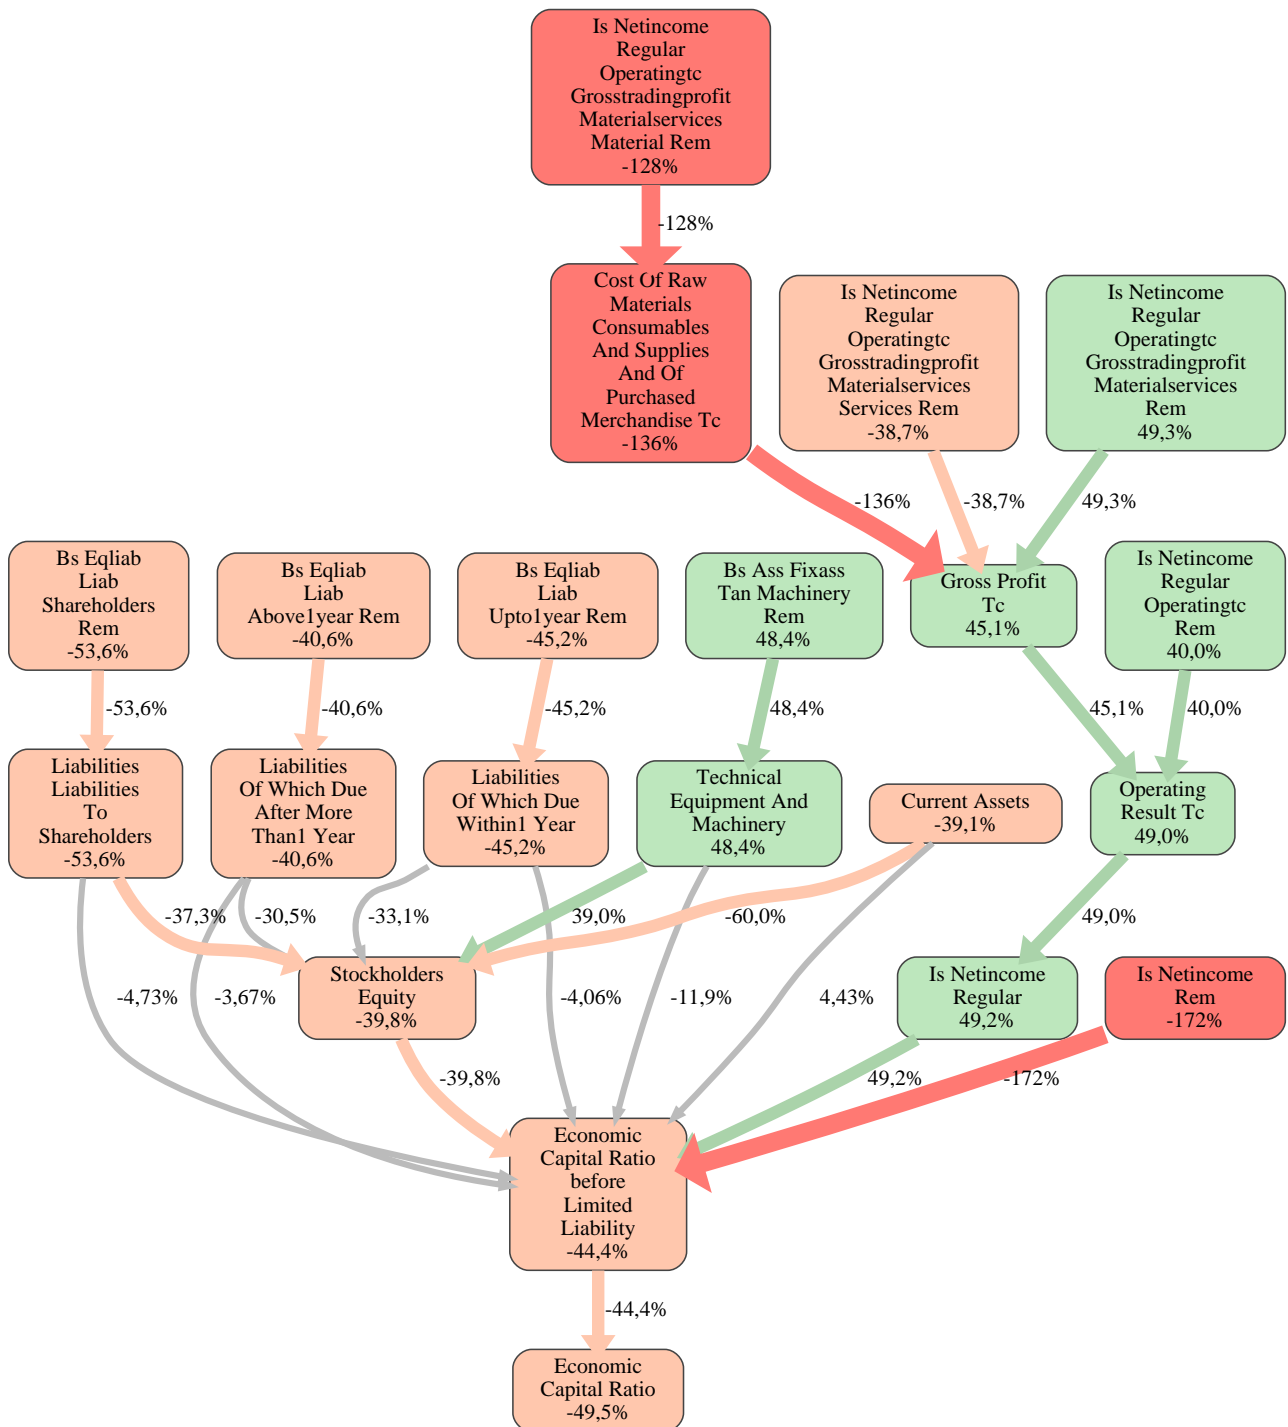 Is Netincome
Regular
Operatingtc
Grosstradingprofit
Materialservices
Material Rem
-128%
-128%
Cost Of Raw
Materials
Consumables
And Supplies
And Of
Purchased
Merchandise Tc
-136%
Is Netincome
Regular
Operatingtc
Grosstradingprofit
Materialservices
Services Rem
-38,7%
Is Netincome
Regular
Operatingtc
Grosstradingprofit
Materialservices
Rem
49,3%
-136%
-38,7%
49,3%
Bs Eqliab
Liab
Shareholders
Rem
-53,6%
Bs Eqliab
Liab
Above1year Rem
-40,6%
Bs Eqliab
Liab
Upto1year Rem
-45,2%
Bs Ass Fixass
Tan Machinery
Rem
48,4%
Gross Profit
Tc
45,1%
Is Netincome
Regular
Operatingtc
Rem
40,0%
-53,6%
-40,6%
-45,2%
48,4%
45,1%
40,0%
Liabilities
Liabilities
To
Shareholders
-53,6%
Liabilities
Of Which Due
After More
Than1 Year
-40,6%
Liabilities
Of Which Due
Within1 Year
-45,2%
Technical
Equipment And
Machinery
48,4%
Current Assets
-39,1%
Operating
Result Tc
49,0%
-37,3%
-30,5%
-33,1%
39,0%
-60,0%
49,0%
Stockholders
Equity
-39,8%
Is Netincome
Regular
49,2%
Is Netincome
Rem
-172%
-4,73%
-3,67%
-4,06%
-11,9%
4,43%
-39,8%
49,2%
-172%
Economic
Capital Ratio
before
Limited
Liability
-44,4%
-44,4%
Economic
Capital Ratio
-49,5%